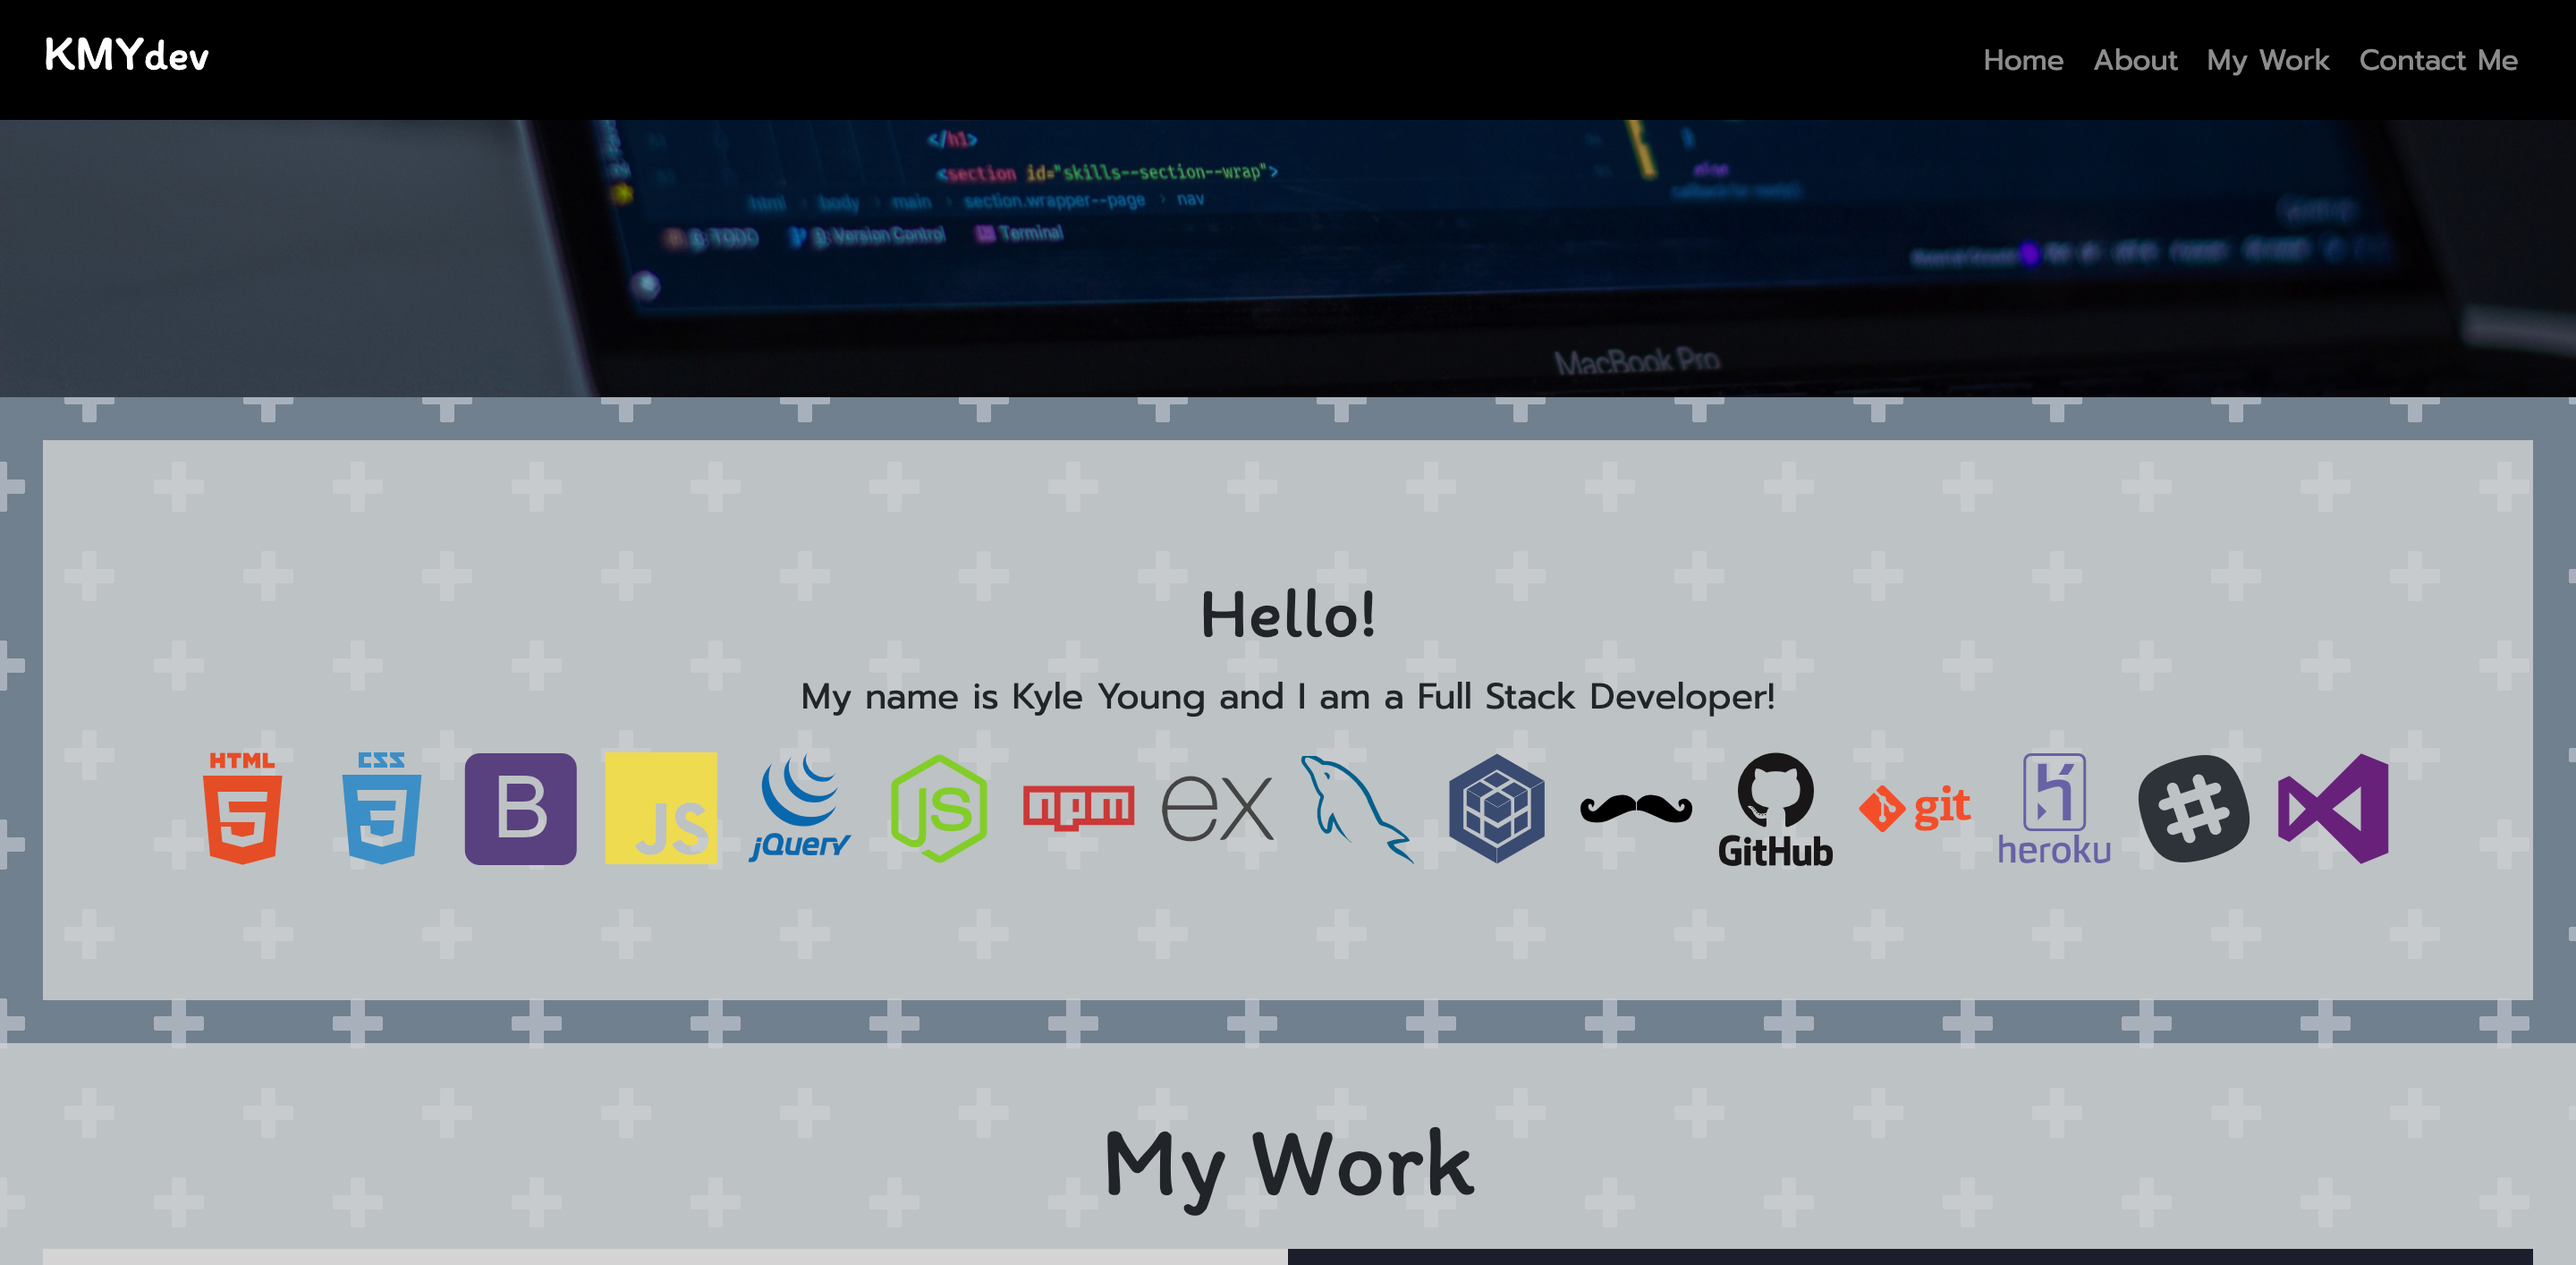 KMYdev
Home About My Work Contact Me
</h1>
<section id="skills--section--wrap">
html body main section.wrapper--page nav
else
TODO Version Control Terminal
MacBook Pro
Hello!
My name is Kyle Young and I am a Full Stack Developer!
HTML CSS
B JS jQuery JS npm ex GitHub git heroku
My Work